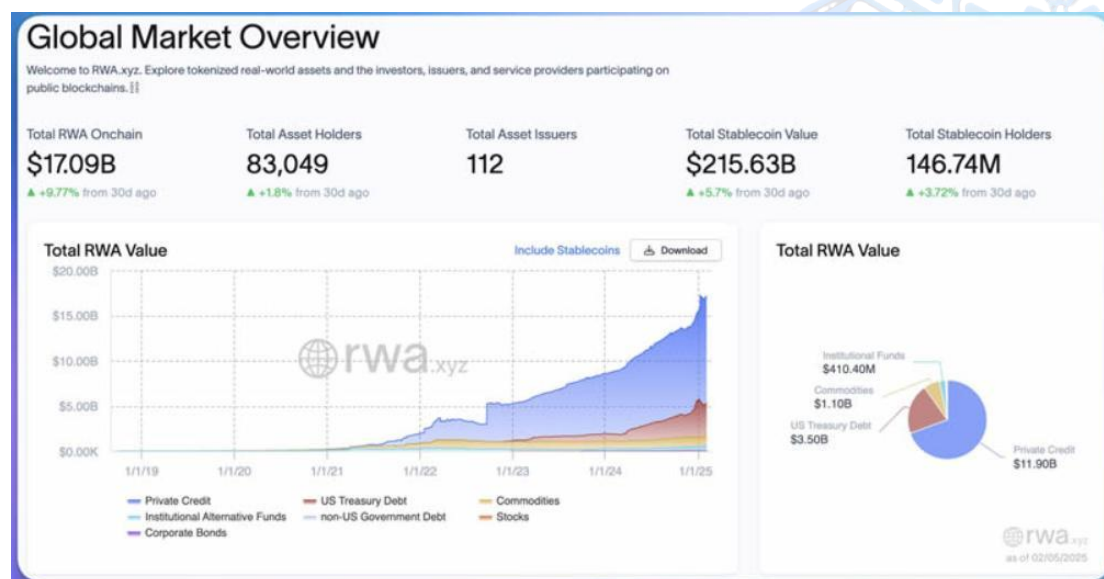 Global Market Overview
Welcome to RWA.xyz. Explore tokenized real-world assets and the investors, issuers, and service providers participating on
public blockchains.
Total RWA Onchain
$17.09B
▲ +9.77% from 30d ago
Total Asset Holders
83,049
▲ +1.8% from 30d ago
Total Asset Issuers
112
Total Stablecoin Value
$215.63B
▲ +5.7% from 30d ago
Total Stablecoin Holders
146.74M
▲ +3.72% from 30d ago
Total RWA Value
Include Stablecoins
Download
$20.00B
$15.00B
$10.00B
$5.00B
$0.00K
1/1/19
1/1/20
1/1/21
1/1/22
1/1/23
1/1/24
1/1/25
rwa.xyz
Private Credit
US Treasury Debt
Commodities
Institutional Alternative Funds
non-US Government Debt
Stocks
Corporate Bonds
Total RWA Value
Institutional Funds
$410.40M
Commodities
$1.10B
US Treasury Debt
$3.50B
Private Credit
$11.90B
rwa.xyz
as of 02/05/2025